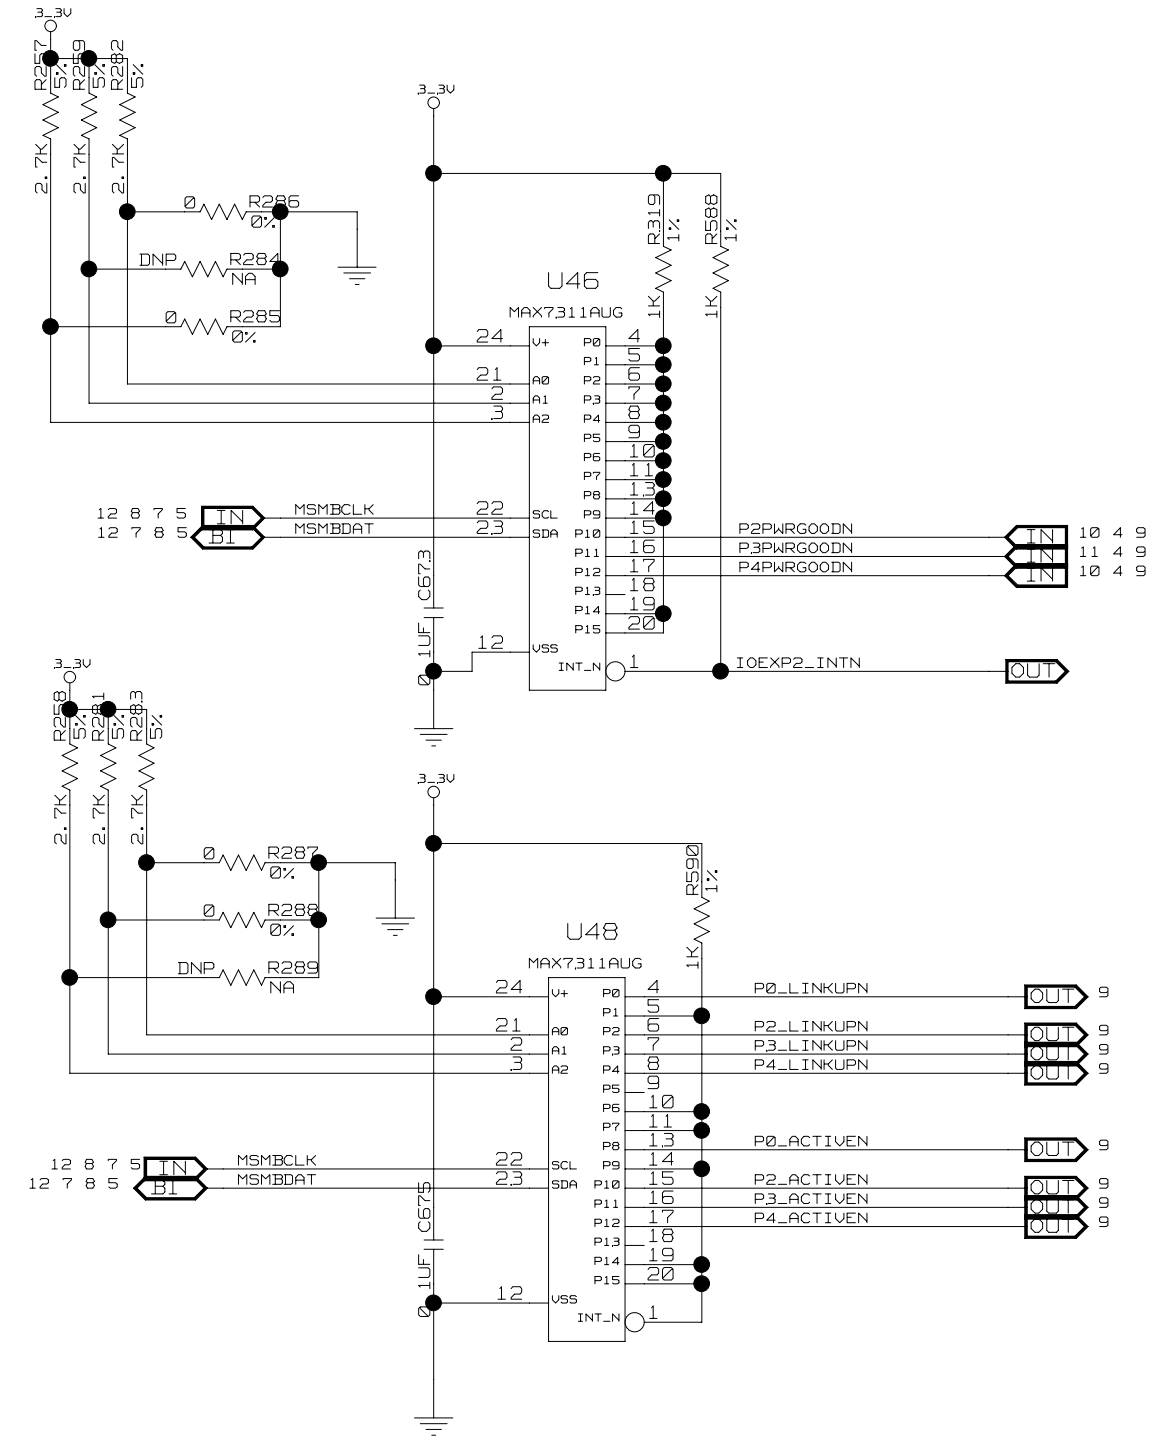 3_3V
R257 5% 2.7K
R259 5% 2.7K
R282 5% 2.7K
0 R286 0%
DNP R284 NA
0 R285 0%
3_3V
R319 1% 1K
R588 1% 1K
U46
MAX7311AUG
24 V+ P0 4
P1 5
21 A0 P2 6
2 A1 P3 7
3 A2 P4 8
P5 9
P6 10
P7 11
P8 13
12 8 7 5 IN MSMBCLK 22 SCL P9 14
12 7 8 5 BI MSMBDAT 23 SDA P10 15 P2PWRGOODN IN 10 4 9
P11 16 P3PWRGOODN IN 11 4 9
P12 17 P4PWRGOODN IN 10 4 9
P13 18
P14 19
P15 20
C673 0.1UF
12 VSS
INT_N 1 IOEXP2_INTN OUT
3_3V
R258 5% 2.7K
R281 5% 2.7K
R283 5% 2.7K
0 R287 0%
0 R288 0%
DNP R289 NA
3_3V
R590 1% 1K
U48
MAX7311AUG
24 V+ P0 4 P0_LINKUPN OUT 9
P1 5
21 A0 P2 6 P2_LINKUPN OUT 9
2 A1 P3 7 P3_LINKUPN OUT 9
3 A2 P4 8 P4_LINKUPN OUT 9
P5 9
P6 10
P7 11
P8 13 P0_ACTIVEN OUT 9
12 8 7 5 IN MSMBCLK 22 SCL P9 14
12 7 8 5 BI MSMBDAT 23 SDA P10 15 P2_ACTIVEN OUT 9
P11 16 P3_ACTIVEN OUT 9
P12 17 P4_ACTIVEN OUT 9
P13 18
P14 19
P15 20
C675 0.1UF
12 VSS
INT_N 1